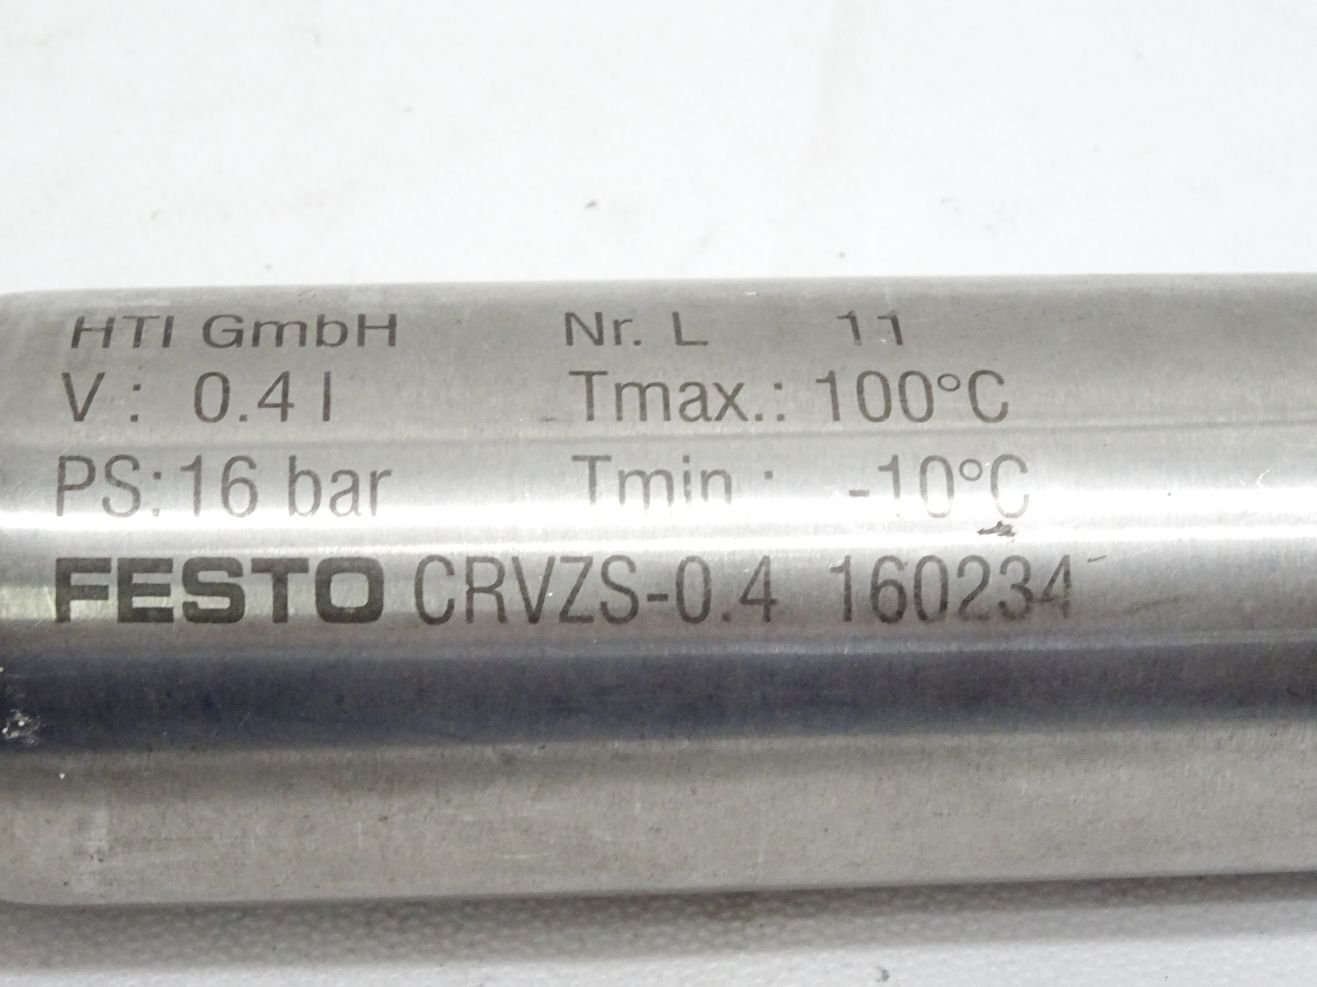 HTI GmbH Nr. L 11
V : 0.4 l Tmax.: 100°C
PS: 16 bar Tmin : -10°C
FESTO CRVZS-0.4 160234